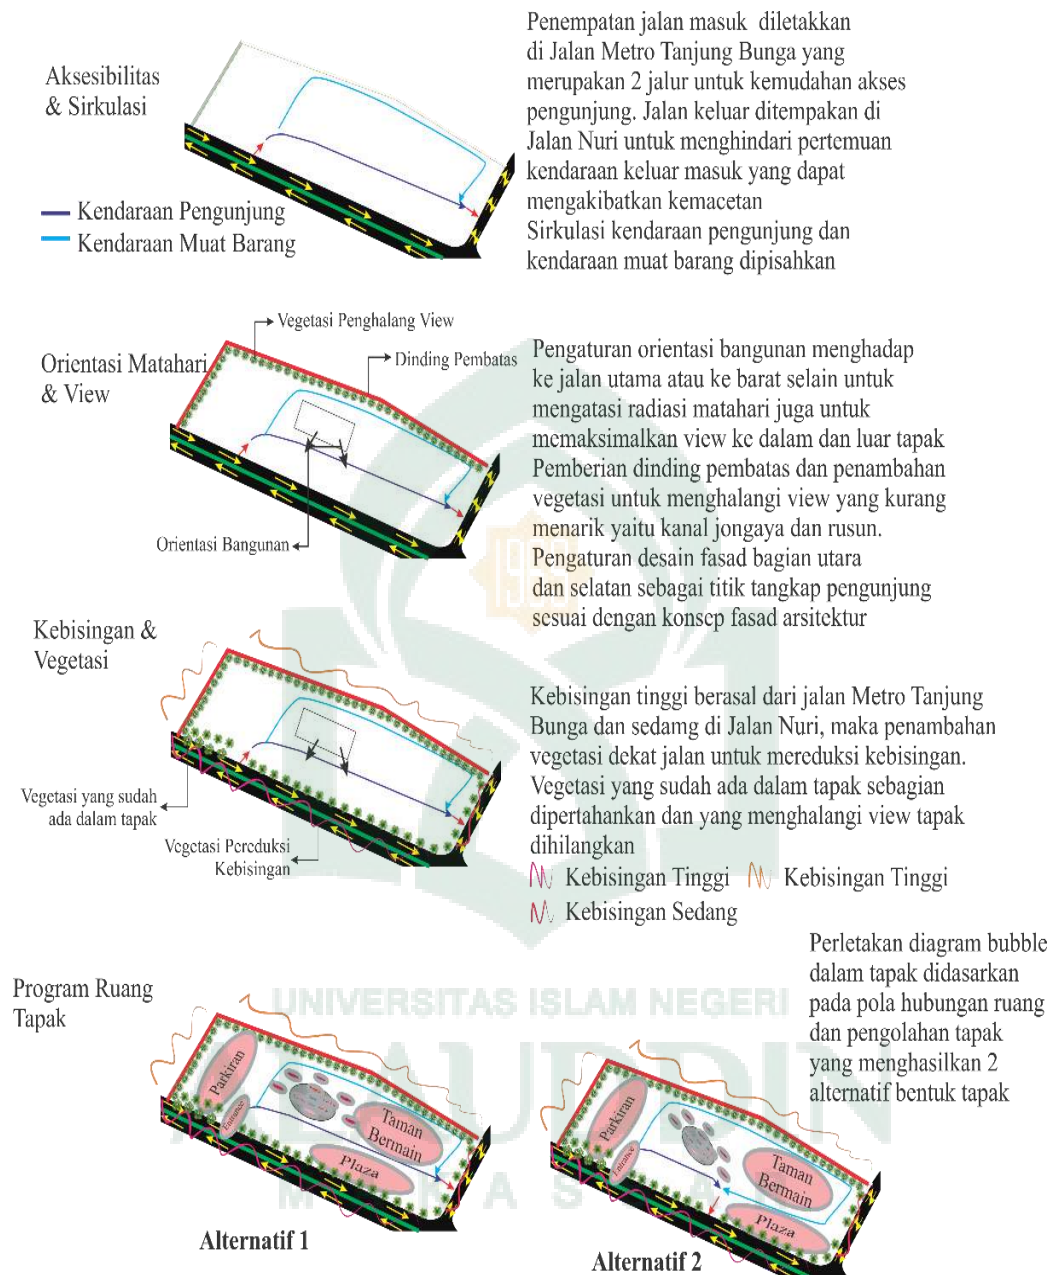 Aksesibilitas
& Sirkulasi
Kendaraan Pengunjung
Kendaraan Muat Barang
Penempatan jalan masuk diletakkan
di Jalan Metro Tanjung Bunga yang
merupakan 2 jalur untuk kemudahan akses
pengunjung. Jalan keluar ditempakan di
Jalan Nuri untuk menghindari pertemuan
kendaraan keluar masuk yang dapat
mengakibatkan kemacetan
Sirkulasi kendaraan pengunjung dan
kendaraan muat barang dipisahkan
Orientasi Matahari
& View
Vegetasi Penghalang View
Dinding Pembatas
Orientasi Bangunan
Pengaturan orientasi bangunan menghadap
ke jalan utama atau ke barat selain untuk
mengatasi radiasi matahari juga untuk
memaksimalkan view ke dalam dan luar tapak
Pemberian dinding pembatas dan penambahan
vegetasi untuk menghalangi view yang kurang
menarik yaitu kanal jongaya dan rusun.
Pengaturan desain fasad bagian utara
dan selatan sebagai titik tangkap pengunjung
sesuai dengan konsep fasad arsitektur
1965
Kebisingan &
Vegetasi
Vegetasi yang sudah
ada dalam tapak
Vegetasi Pereduksi
Kebisingan
Kebisingan tinggi berasal dari jalan Metro Tanjung
Bunga dan sedamg di Jalan Nuri, maka penambahan
vegetasi dekat jalan untuk mereduksi kebisingan.
Vegetasi yang sudah ada dalam tapak sebagian
dipertahankan dan yang menghalangi view tapak
dihilangkan
Kebisingan Tinggi Kebisingan Tinggi
Kebisingan Sedang
Program Ruang
Tapak
UNIVERSITAS ISLAM NEGERI
ALAUDDIN
MAKASSAR
Perletakan diagram bubble
dalam tapak didasarkan
pada pola hubungan ruang
dan pengolahan tapak
yang menghasilkan 2
alternatif bentuk tapak
Parkiran
Entrance
Taman
Bermain
Plaza
Alternatif 1
Parkiran
Entrance
Taman
Bermain
Plaza
Alternatif 2